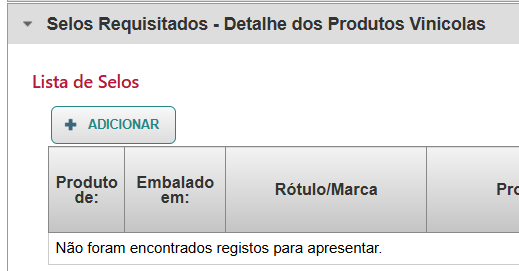 Selos Requisitados - Detalhe dos Produtos Vinicolas
Lista de Selos
ADICIONAR
Produto de:
Embalado em:
Rótulo/Marca
Não foram encontrados registos para apresentar.